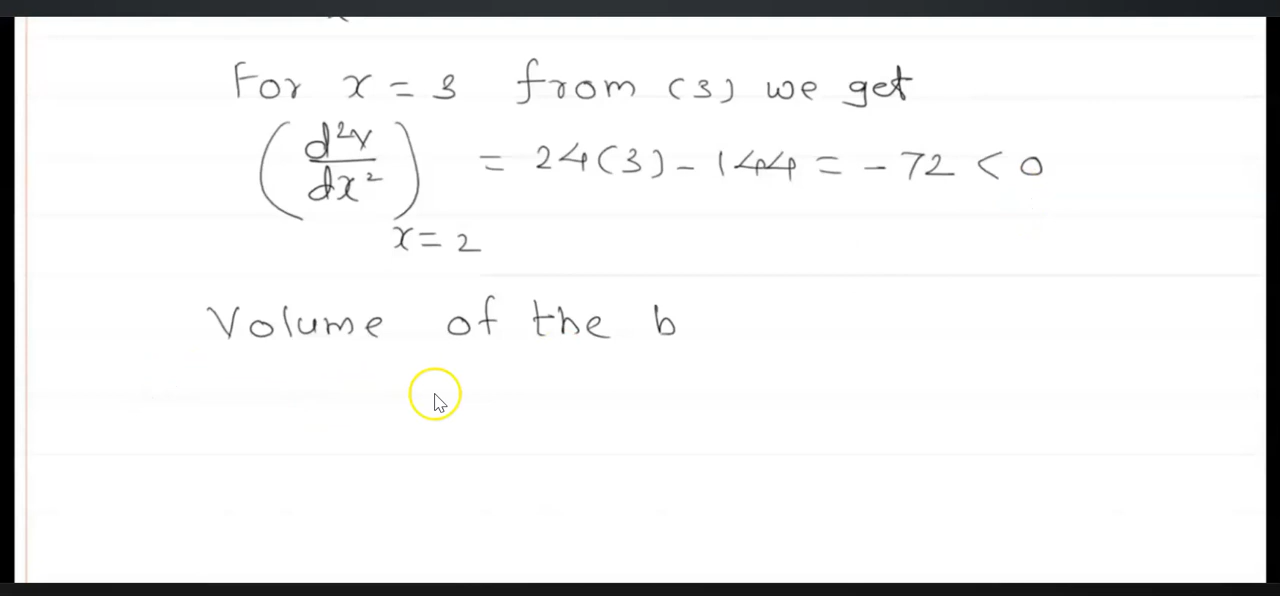 For x = 3 from (3) we get
(d²V/dx²) = 24(3) - 144 = -72 < 0
x = 2
Volume of the b